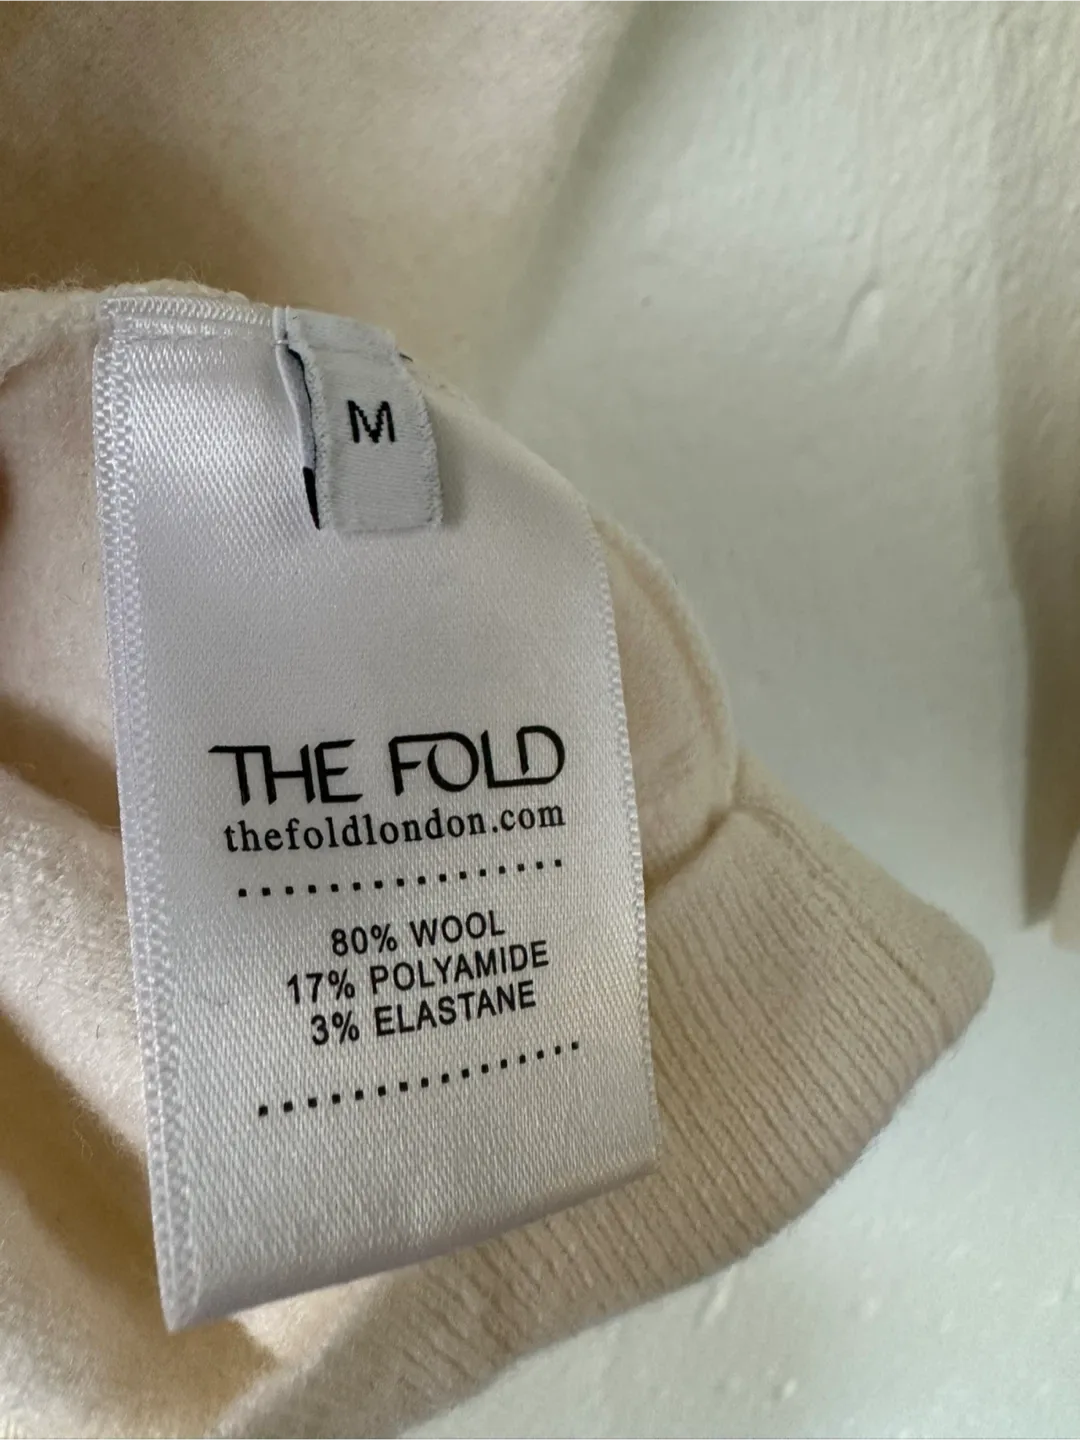 M
THE FOLD
thefoldlondon.com
80% WOOL
17% POLYAMIDE
3% ELASTANE